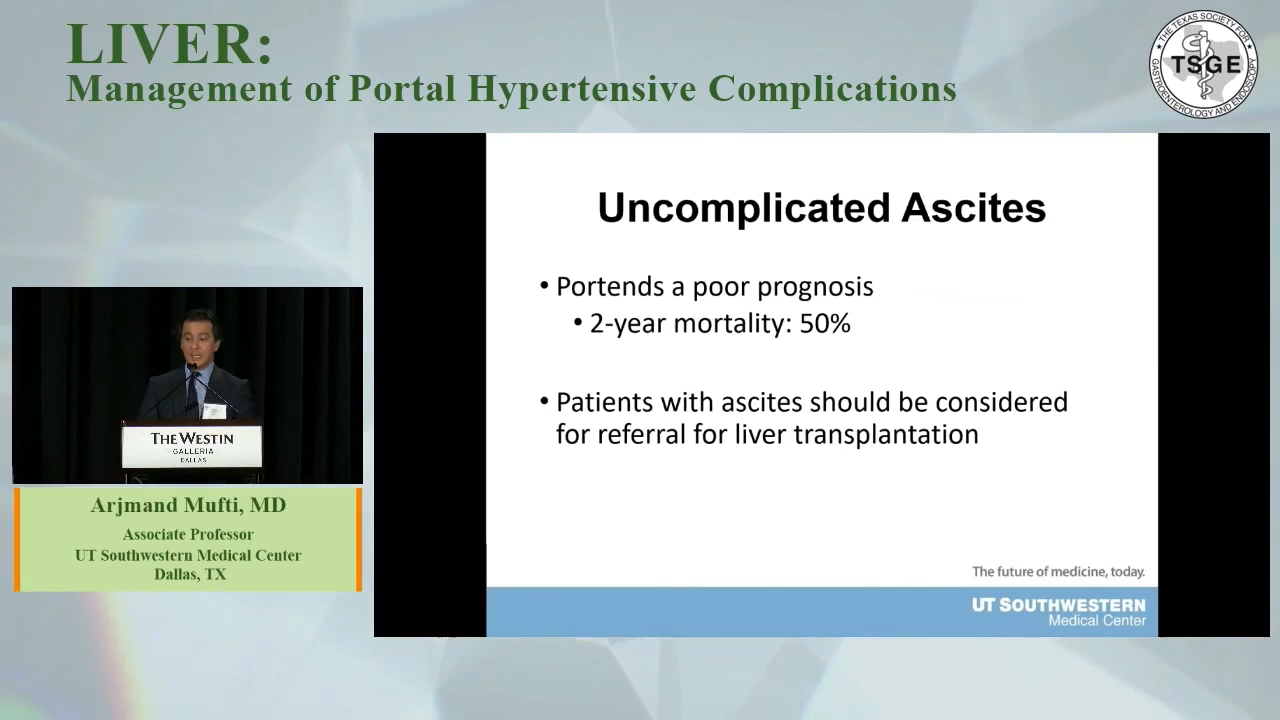 LIVER:
Management of Portal Hypertensive Complications
THE TEXAS SOCIETY FOR
TSGE
GASTROENTEROLOGY AND ENDOSCOPY
Uncomplicated Ascites
• Portends a poor prognosis
• 2-year mortality: 50%
• Patients with ascites should be considered
for referral for liver transplantation
The future of medicine, today.
UT SOUTHWESTERN
Medical Center
THE WESTIN
GALLERIA
DALLAS
Arjmand Mufti, MD
Associate Professor
UT Southwestern Medical Center
Dallas, TX